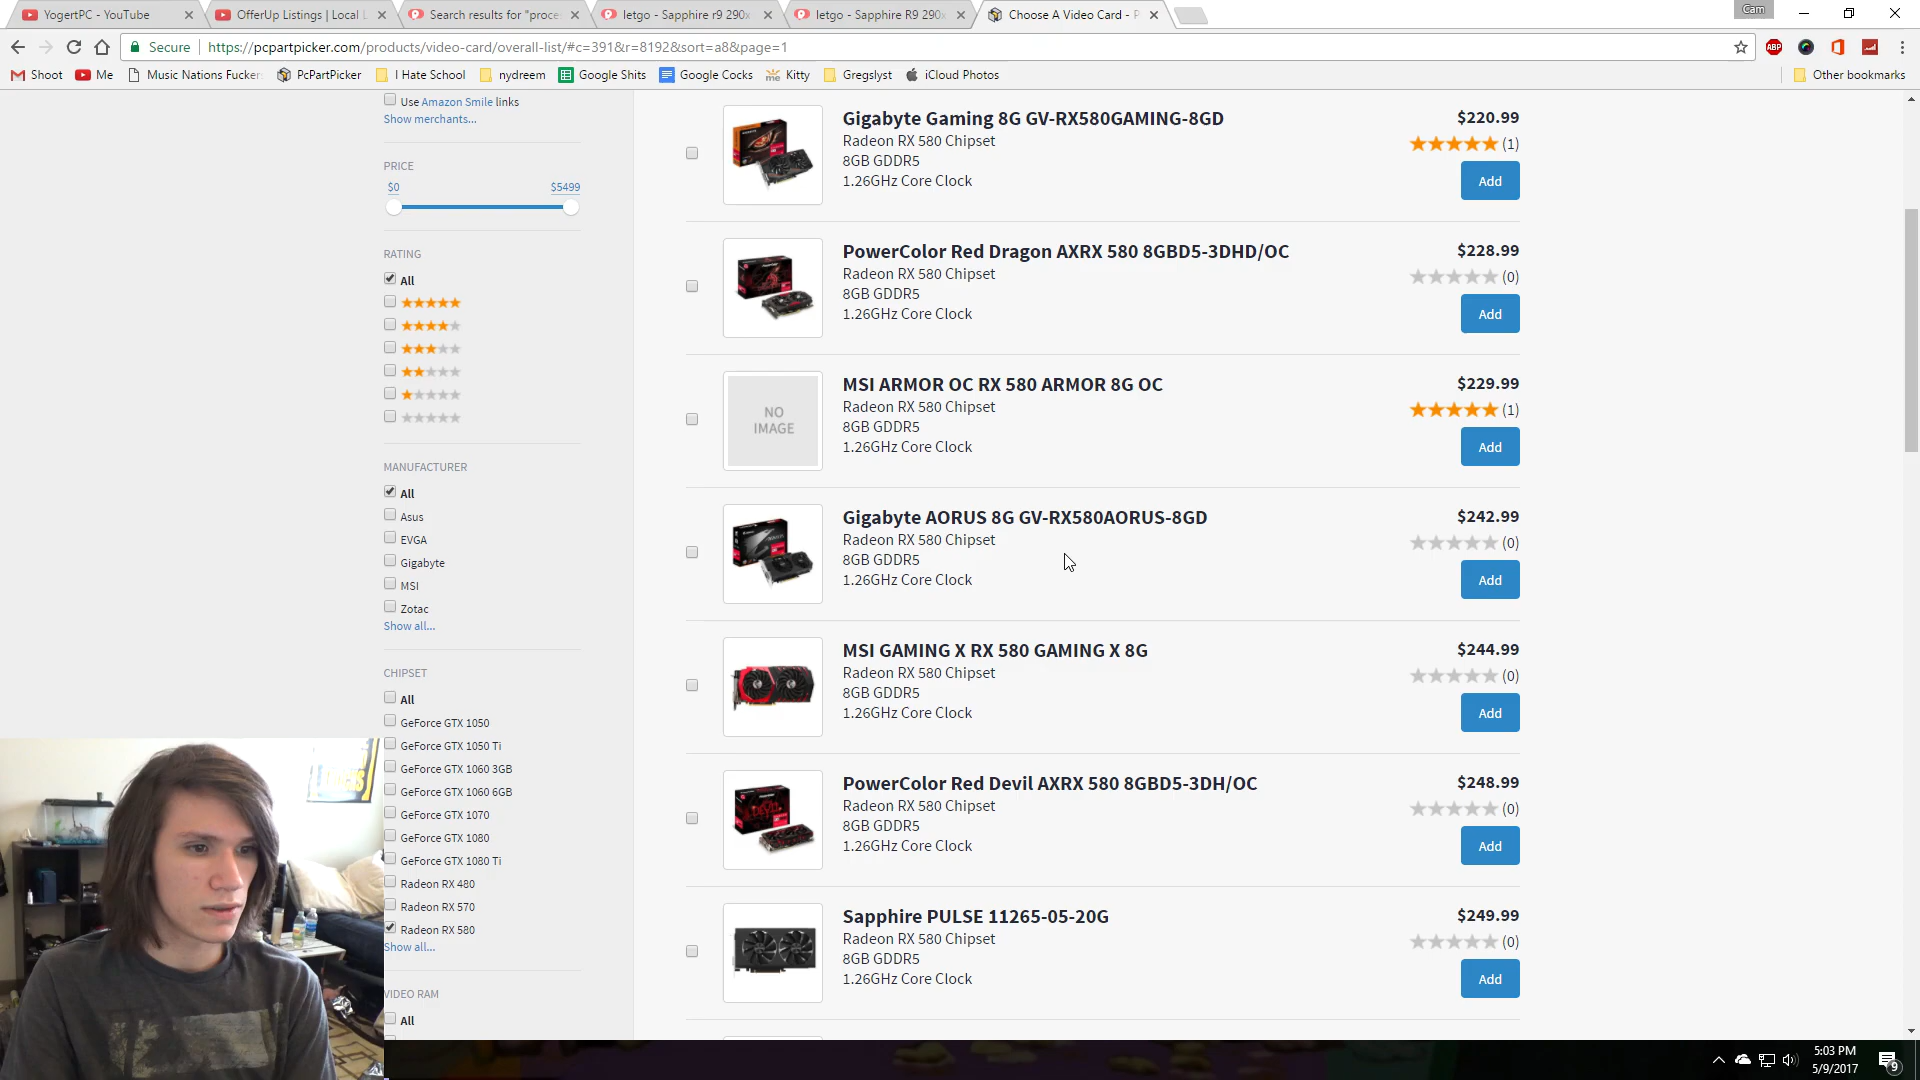 YogertPC - YouTube
OfferUp Listings | Local L
Search results for "proce
letgo - Sapphire r9 290x
letgo - Sapphire R9 290
Choose A Video Card - P
Cam
Secure
https://pcpartpicker.com/products/video-card/overall-list/#c=391&r=8192&sort=a8&page=1
ABP
Shoot
Me
Music Nations Fucker
PcPartPicker
I Hate School
nydreem
Google Shits
Google Cocks
Kitty
Gregslyst
iCloud Photos
Other bookmarks
Use Amazon Smile links
Show merchants...
PRICE
$0
$5499
RATING
All
MANUFACTURER
All
Asus
EVGA
Gigabyte
MSI
Zotac
Show all...
CHIPSET
All
GeForce GTX 1050
GeForce GTX 1050 Ti
GeForce GTX 1060 3GB
GeForce GTX 1060 6GB
GeForce GTX 1070
GeForce GTX 1080
GeForce GTX 1080 Ti
Radeon RX 480
Radeon RX 570
Radeon RX 580
Show all...
VIDEO RAM
All
Gigabyte Gaming 8G GV-RX580GAMING-8GD
$220.99
Radeon RX 580 Chipset
(1)
8GB GDDR5
1.26GHz Core Clock
Add
PowerColor Red Dragon AXRX 580 8GBD5-3DHD/OC
$228.99
Radeon RX 580 Chipset
(0)
8GB GDDR5
1.26GHz Core Clock
Add
NO
IMAGE
MSI ARMOR OC RX 580 ARMOR 8G OC
$229.99
Radeon RX 580 Chipset
(1)
8GB GDDR5
1.26GHz Core Clock
Add
Gigabyte AORUS 8G GV-RX580AORUS-8GD
$242.99
Radeon RX 580 Chipset
(0)
8GB GDDR5
1.26GHz Core Clock
Add
MSI GAMING X RX 580 GAMING X 8G
$244.99
Radeon RX 580 Chipset
(0)
8GB GDDR5
1.26GHz Core Clock
Add
PowerColor Red Devil AXRX 580 8GBD5-3DH/OC
$248.99
Radeon RX 580 Chipset
(0)
8GB GDDR5
1.26GHz Core Clock
Add
Sapphire PULSE 11265-05-20G
$249.99
Radeon RX 580 Chipset
(0)
8GB GDDR5
1.26GHz Core Clock
Add
5:03 PM
5/9/2017
9